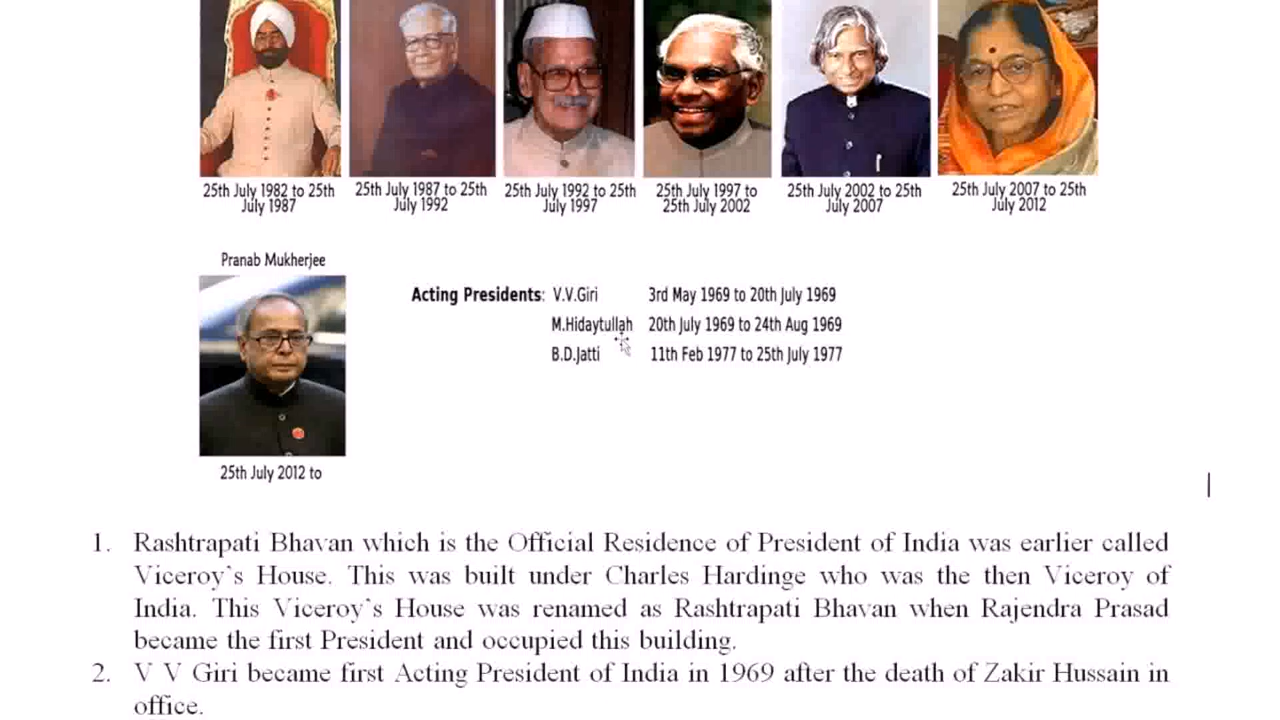 25th July 1982 to 25th
July 1987
25th July 1987 to 25th
July 1992
25th July 1992 to 25th
July 1997
25th July 1997 to
25th July 2002
25th July 2002 to 25th
July 2007
25th July 2007 to 25th
July 2012
Pranab Mukherjee
25th July 2012 to
Acting Presidents: V.V.Giri 3rd May 1969 to 20th July 1969
M.Hidaytullah 20th July 1969 to 24th Aug 1969
B.D.Jatti 11th Feb 1977 to 25th July 1977
1. Rashtrapati Bhavan which is the Official Residence of President of India was earlier called
Viceroy`s House. This was built under Charles Hardinge who was the then Viceroy of
India. This Viceroy`s House was renamed as Rashtrapati Bhavan when Rajendra Prasad
became the first President and occupied this building.
2. V V Giri became first Acting President of India in 1969 after the death of Zakir Hussain in
office.